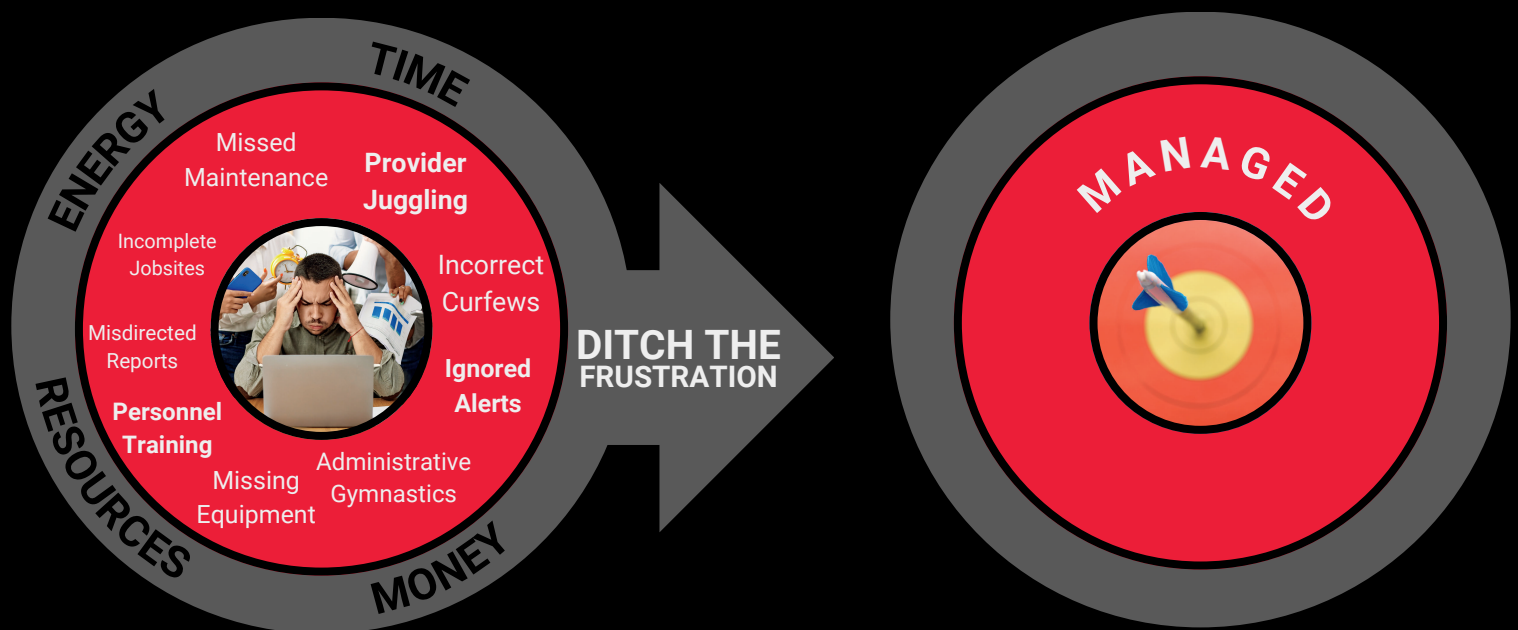 TIME
ENERGY
RESOURCES
MONEY
Missed
Maintenance
Provider
Juggling
Incomplete
Jobsites
Incorrect
Curfews
Misdirected
Reports
Ignored
Alerts
Personnel
Training
Missing
Equipment
Administrative
Gymnastics
DITCH THE
FRUSTRATION
MANAGED